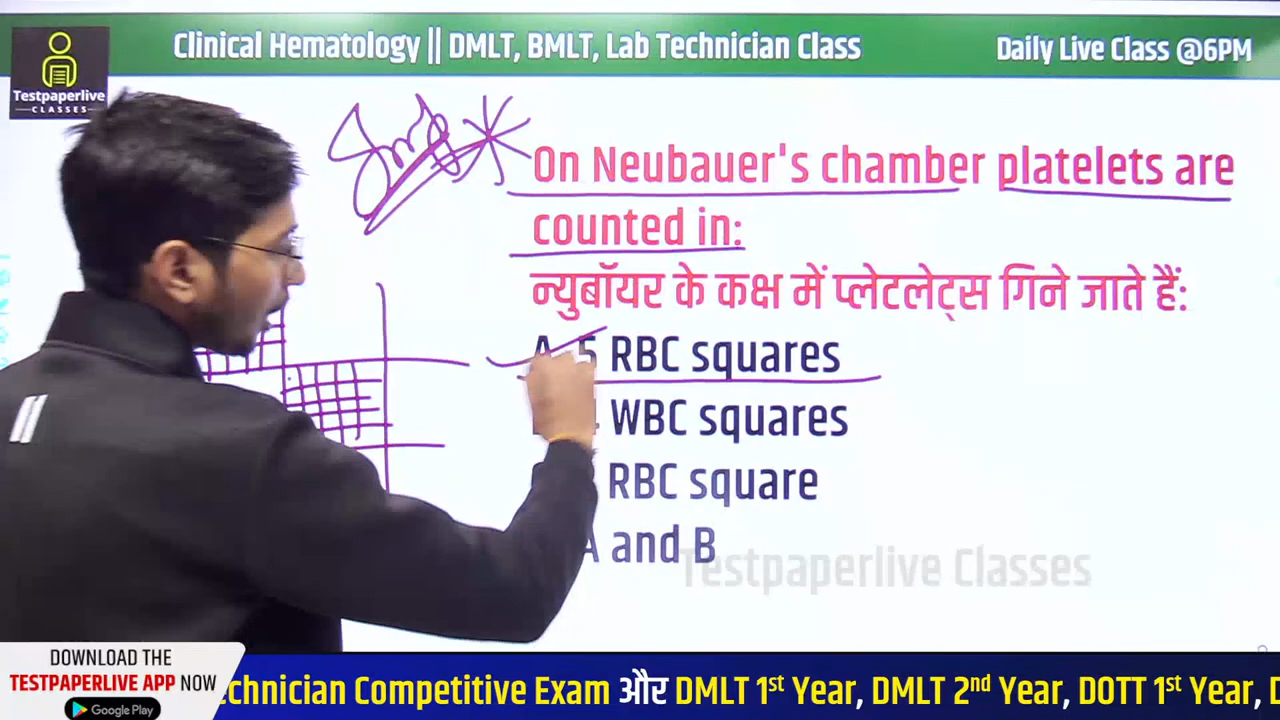 Clinical Hematology || DMLT, BMLT, Lab Technician Class
Daily Live Class @6PM
Testpaperlive
CLASSES
On Neubauer's chamber platelets are
counted in:
न्युबॉयर के कक्ष में प्लेटलेट्स गिने जाते हैं:
A. 5 RBC squares
WBC squares
RBC square
A and B
Testpaperlive Classes
DOWNLOAD THE
TESTPAPERLIVE APP NOW
Google Play
echnician Competitive Exam और DMLT 1st Year, DMLT 2nd Year, DOTT 1st Year,